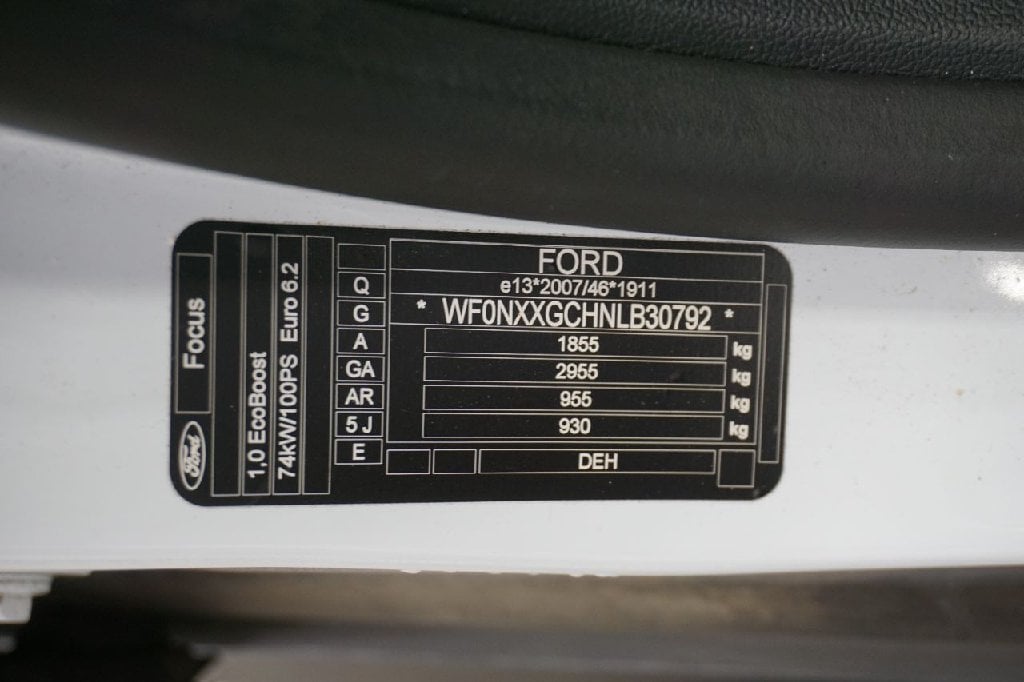 Focus
Ford
1,0 EcoBoost
74kW/100PS Euro 6.2
Q
G
A
GA
AR
5 J
E
FORD
e13*2007/46*1911
* WF0NXXGCHNLB30792 *
1855 kg
2955 kg
955 kg
930 kg
DEH